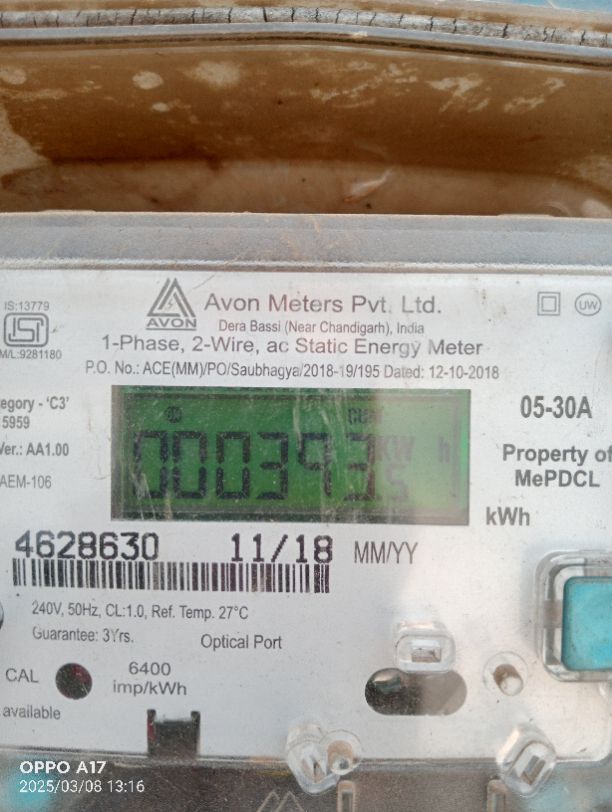 IS:13779
M/L:9281180
AVON
Avon Meters Pvt. Ltd.
Dera Bassi (Near Chandigarh), India
1-Phase, 2-Wire, ac Static Energy Meter
P.O. No.: ACE(MM)/PO/Saubhagya/2018-19/195 Dated: 12-10-2018
UW
tegory - 'C3'
5959
Ver.: AA1.00
AEM-106
05-30A
Property of
MePDCL
kW h
kWh
4628630 11/18 MM/YY
240V, 50Hz, CL:1.0, Ref. Temp. 27°C
Guarantee: 3Yrs.
Optical Port
CAL
6400
imp/kWh
available
OPPO A17
2025/03/08 13:16